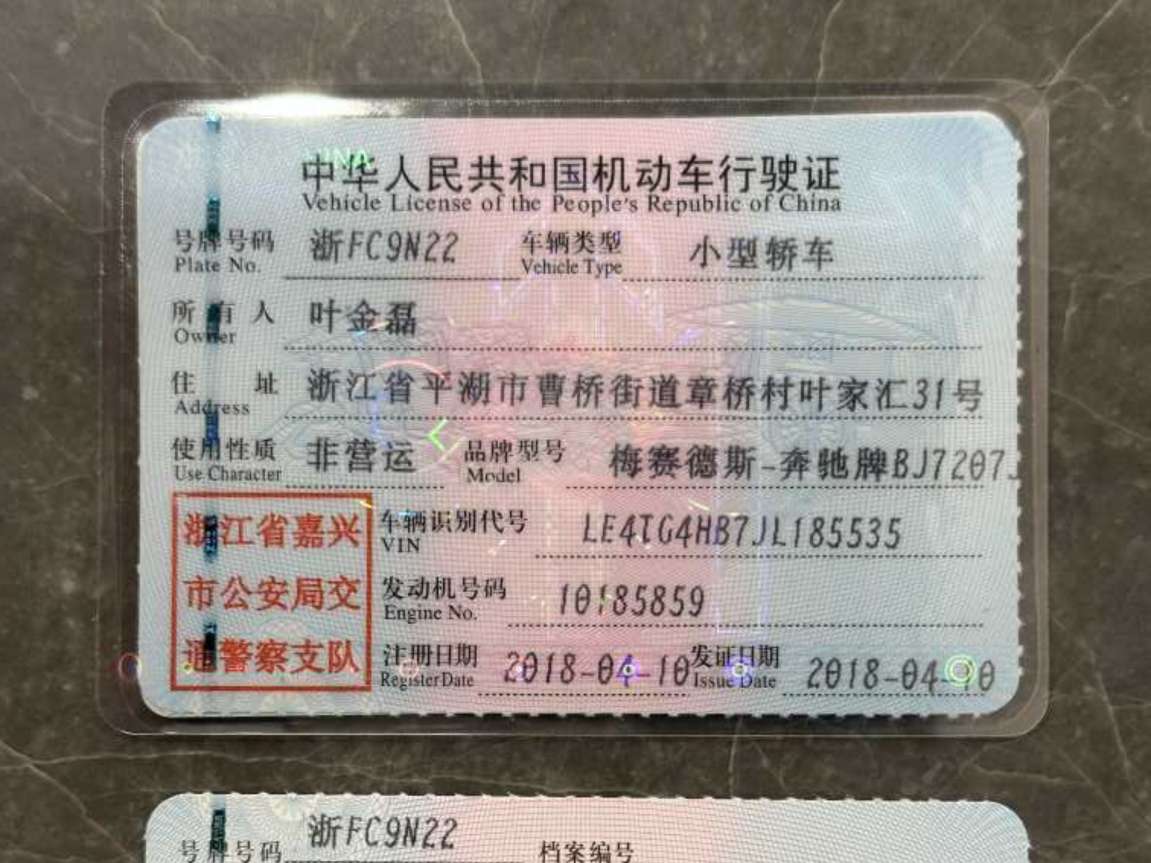 中华人民共和国机动车行驶证
Vehicle License of the People's Republic of China
号牌号码 浙FC9N22 车辆类型 小型轿车
Plate No. Vehicle Type
所有人 叶金磊
Owner
住址 浙江省平湖市曹桥街道章桥村叶家汇31号
Address
使用性质 非营运 品牌型号 梅赛德斯-奔驰牌BJ7207J
Use Character Model
浙江省嘉兴
市公安局交
通警察支队
车辆识别代号 LE4TG4HB7JL185535
VIN
发动机号码 10185859
Engine No.
注册日期 2018-04-10 发证日期 2018-04-10
Register Date Issue Date
号牌号码 浙FC9N22 档案编号